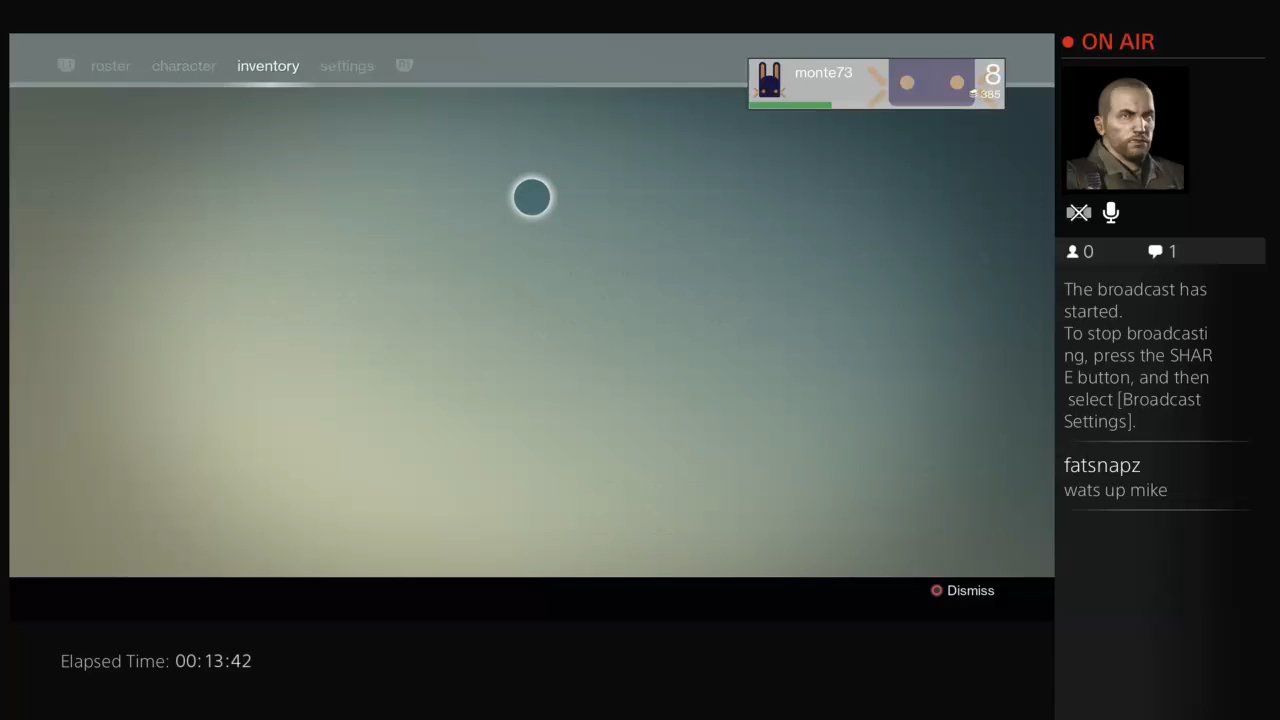 L1 roster character inventory settings R1
monte73
8
385
Dismiss
Elapsed Time: 00:13:42
ON AIR
0 1
The broadcast has
started.
To stop broadcasti
ng, press the SHAR
E button, and then
select [Broadcast
Settings].
fatsnapz
wats up mike